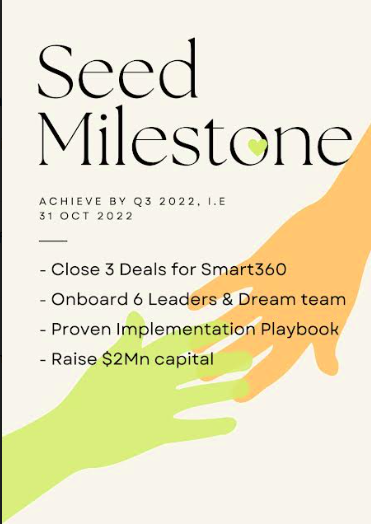 Seed
Milestone
ACHIEVE BY Q3 2022, I.E
31 OCT 2022
- Close 3 Deals for Smart360
- Onboard 6 Leaders & Dream team
- Proven Implementation Playbook
- Raise $2Mn capital